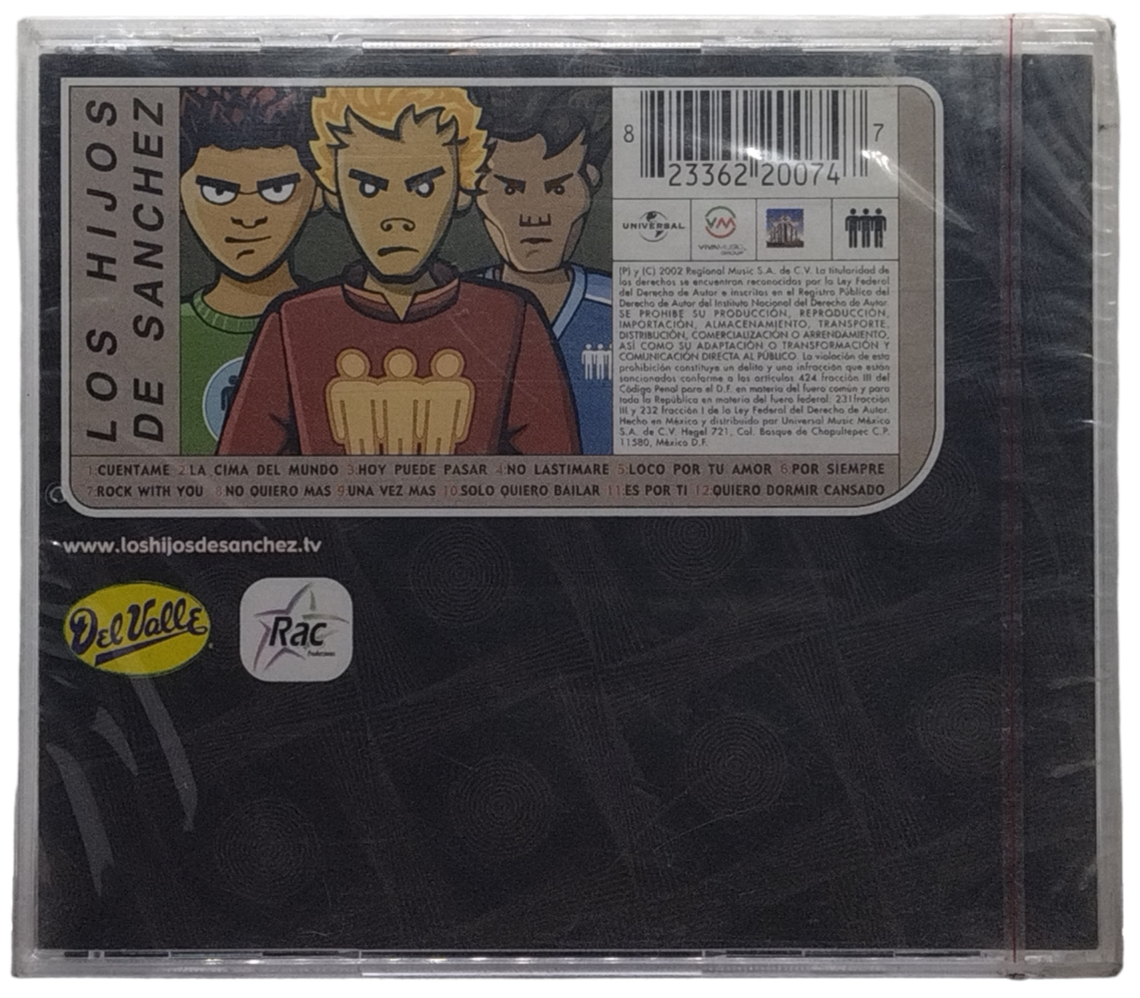 LOS HIJOS
DE SANCHEZ
8 23362 20074 7
UNIVERSAL
VM
VIVAMUSIC
GROUP
(P) y (C) 2002 Regional Music S.A. de C.V. La titularidad de
los derechos se encuentran reconocidos por la Ley Federal
del Derecho de Autor e inscritos en el Registro Público del
Derecho de Autor del Instituto Nacional del Derecho de Autor.
SE PROHIBE SU PRODUCCIÓN, REPRODUCCIÓN,
IMPORTACIÓN, ALMACENAMIENTO, TRANSPORTE,
DISTRIBUCIÓN, COMERCIALIZACIÓN O ARRENDAMIENTO,
ASÍ COMO SU ADAPTACIÓN O TRANSFORMACIÓN Y
COMUNICACIÓN DIRECTA AL PÚBLICO. La violación de esta
prohibición constituye un delito y una infracción que están
sancionados conforme a los artículos 424 fracción III del
Código Penal para el D.F. en materia del fuero común y para
toda la República en materia del fuero federal; 231 fracción
III y 232 fracción I de la Ley Federal del Derecho de Autor.
Hecho en México y distribuido por Universal Music México
S.A. de C.V. Hegel 721, Col. Bosque de Chapultepec C.P.
11580, México D.F.
1.CUENTAME 2.LA CIMA DEL MUNDO 3.HOY PUEDE PASAR 4.NO LASTIMARE 5.LOCO POR TU AMOR 6.POR SIEMPRE
7.ROCK WITH YOU 8.NO QUIERO MAS 9.UNA VEZ MAS 10.SOLO QUIERO BAILAR 11.ES POR TI 12.QUIERO DORMIR CANSADO
www.loshijosdesanchez.tv
Del Valle
Rac
Producciones